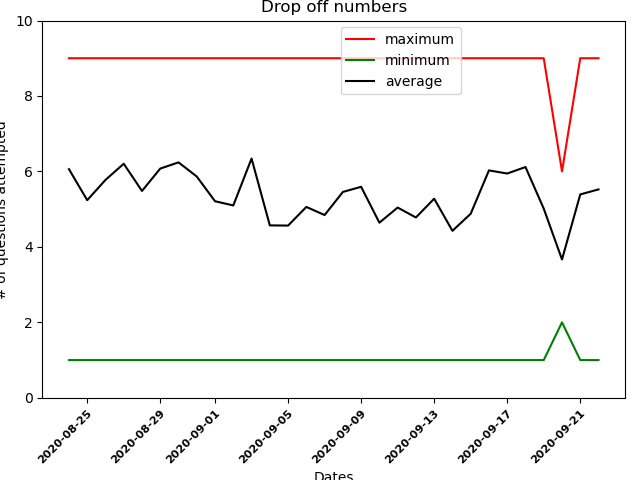 Drop off numbers
10
8
6
4
2
0
# of questions attempted
maximum
minimum
average
2020-08-25
2020-08-29
2020-09-01
2020-09-05
2020-09-09
2020-09-13
2020-09-17
2020-09-21
Dates